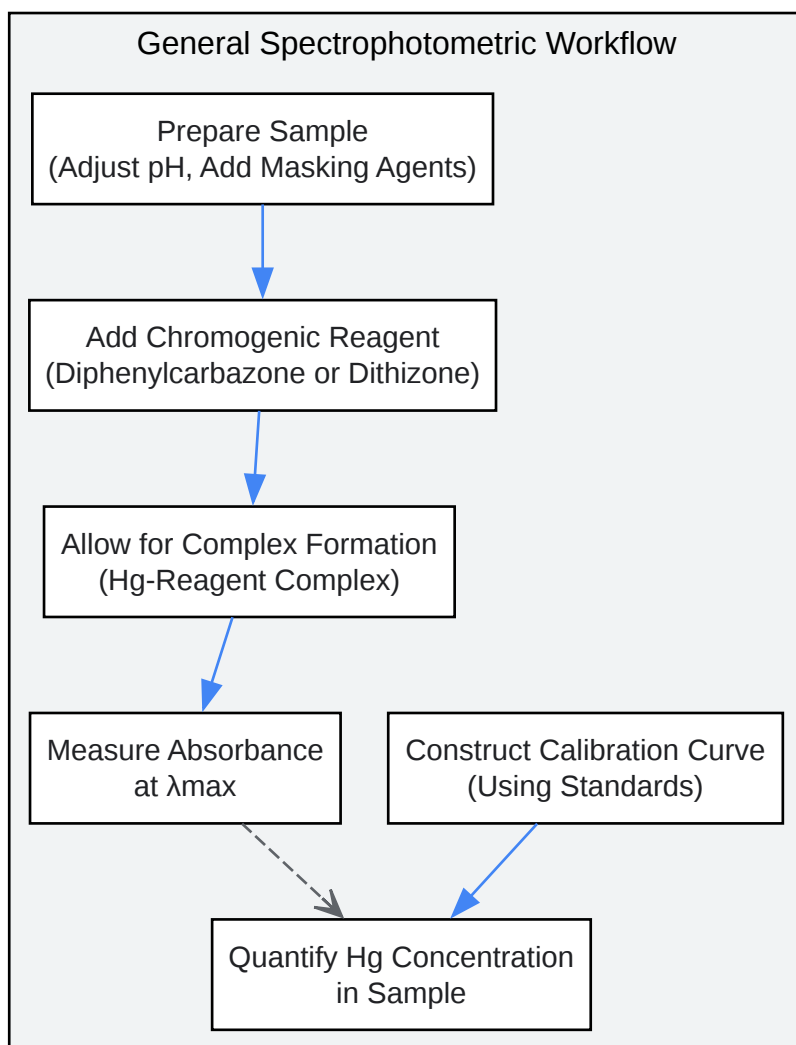 General Spectrophotometric Workflow
Prepare Sample
(Adjust pH, Add Masking Agents)
Add Chromogenic Reagent
(Diphenylcarbazone or Dithizone)
Allow for Complex Formation
(Hg-Reagent Complex)
Measure Absorbance
at λmax
Construct Calibration Curve
(Using Standards)
Quantify Hg Concentration
in Sample